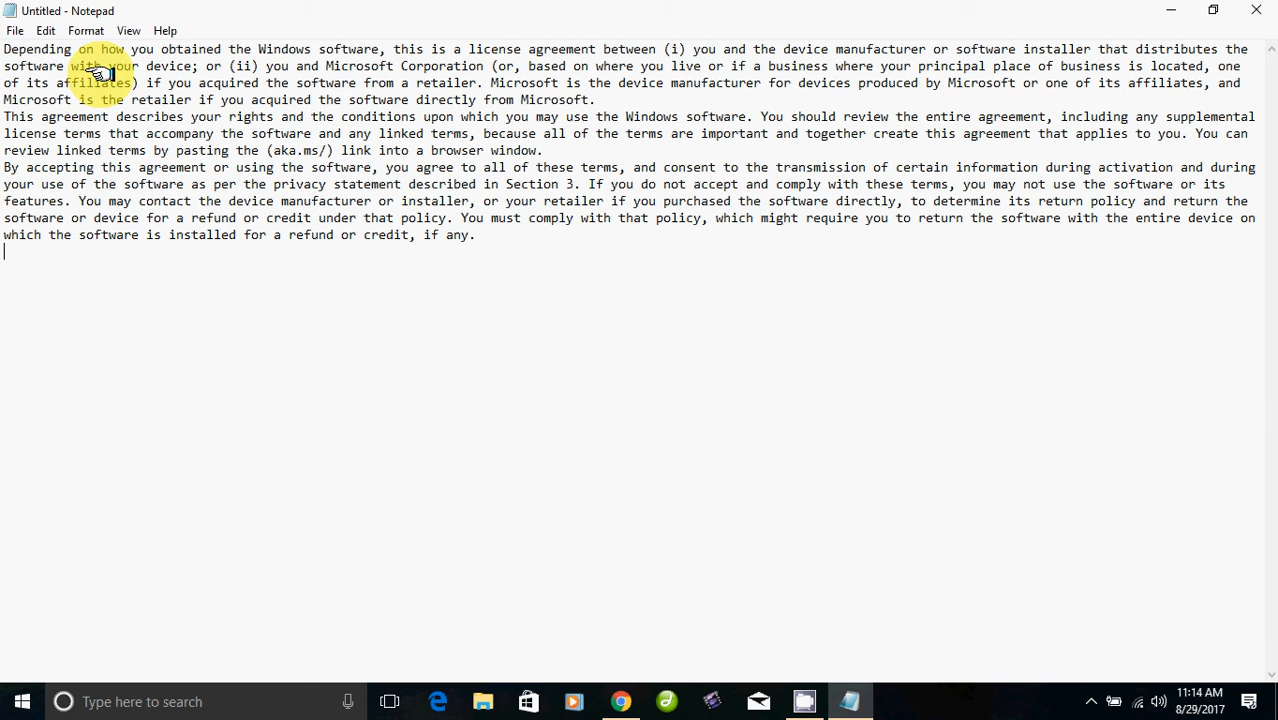 Untitled - Notepad
File Edit Format View Help
Depending on how you obtained the Windows software, this is a license agreement between (i) you and the device manufacturer or software installer that distributes the
software with your device; or (ii) you and Microsoft Corporation (or, based on where you live or if a business where your principal place of business is located, one
of its affiliates) if you acquired the software from a retailer. Microsoft is the device manufacturer for devices produced by Microsoft or one of its affiliates, and
Microsoft is the retailer if you acquired the software directly from Microsoft.
This agreement describes your rights and the conditions upon which you may use the Windows software. You should review the entire agreement, including any supplemental
license terms that accompany the software and any linked terms, because all of the terms are important and together create this agreement that applies to you. You can
review linked terms by pasting the (aka.ms/) link into a browser window.
By accepting this agreement or using the software, you agree to all of these terms, and consent to the transmission of certain information during activation and during
your use of the software as per the privacy statement described in Section 3. If you do not accept and comply with these terms, you may not use the software or its
features. You may contact the device manufacturer or installer, or your retailer if you purchased the software directly, to determine its return policy and return the
software or device for a refund or credit under that policy. You must comply with that policy, which might require you to return the software with the entire device on
which the software is installed for a refund or credit, if any.
Type here to search
11:14 AM
8/29/2017